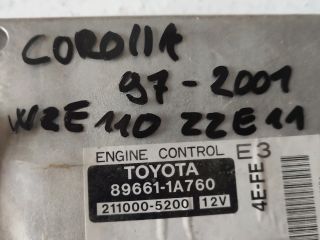 COROllA
97-2001
WZE110 ZZE11
ENGINE CONTROL E3
TOYOTA
89661-1A760
211000-5200 12V
4E-FE